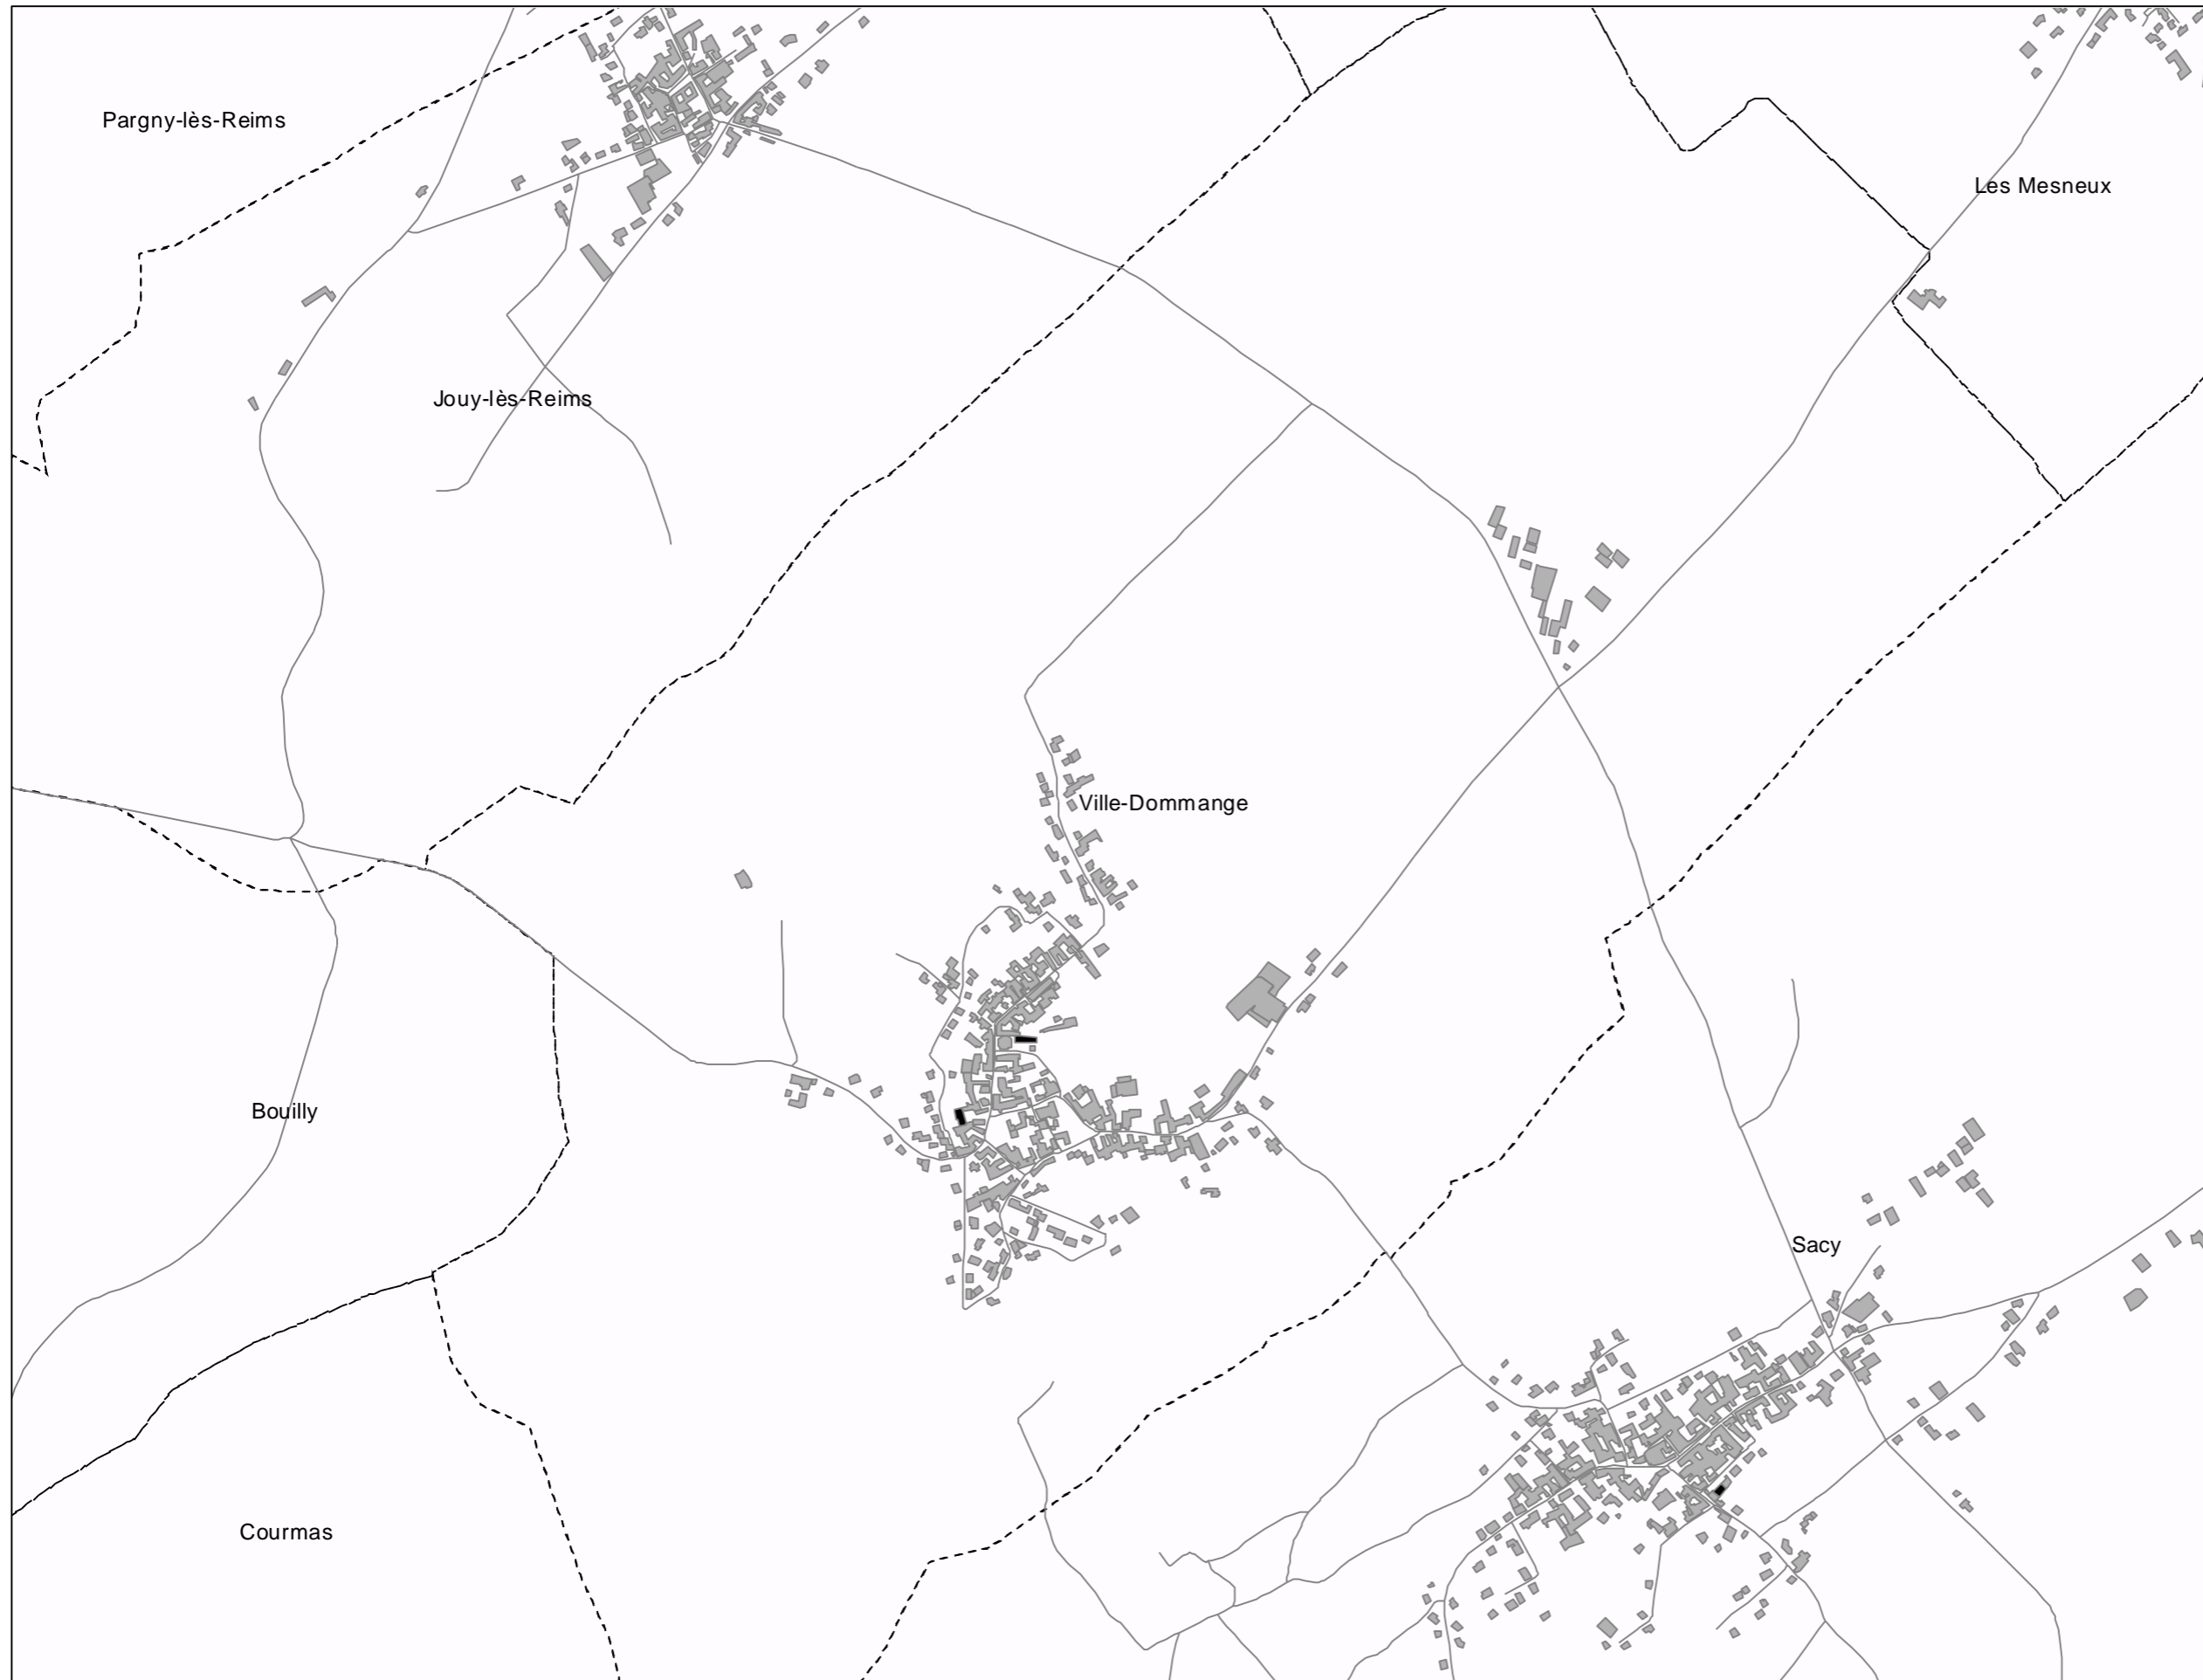 Pargny-lès-Reims
Les Mesneux
Jouy-lès-Reims
Ville-Dommange
Bouilly
Sacy
Courmas